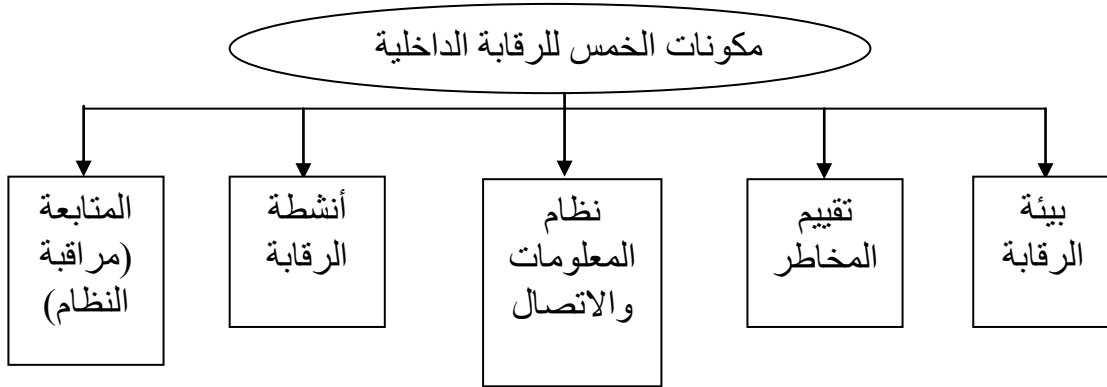 مكونات الخمس للرقابة الداخلية
بيئة
الرقابة
تقييم
المخاطر
نظام
المعلومات
والاتصال
أنشطة
الرقابة
المتابعة
(مراقبة
النظام)